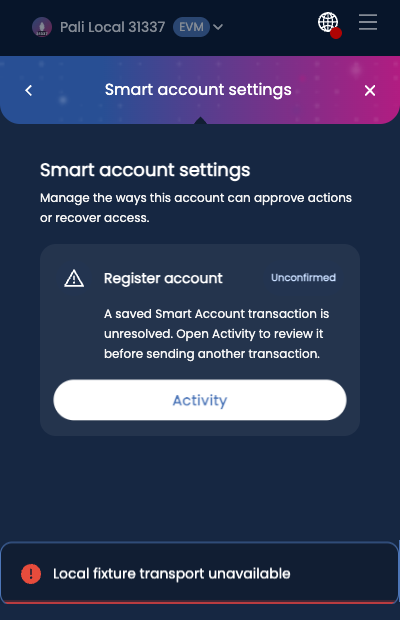 Pali Local 31337 EVM
Smart account settings
Smart account settings
Manage the ways this account can approve actions
or recover access.
Register account Unconfirmed
A saved Smart Account transaction is
unresolved. Open Activity to review it
before sending another transaction.
Activity
Local fixture transport unavailable